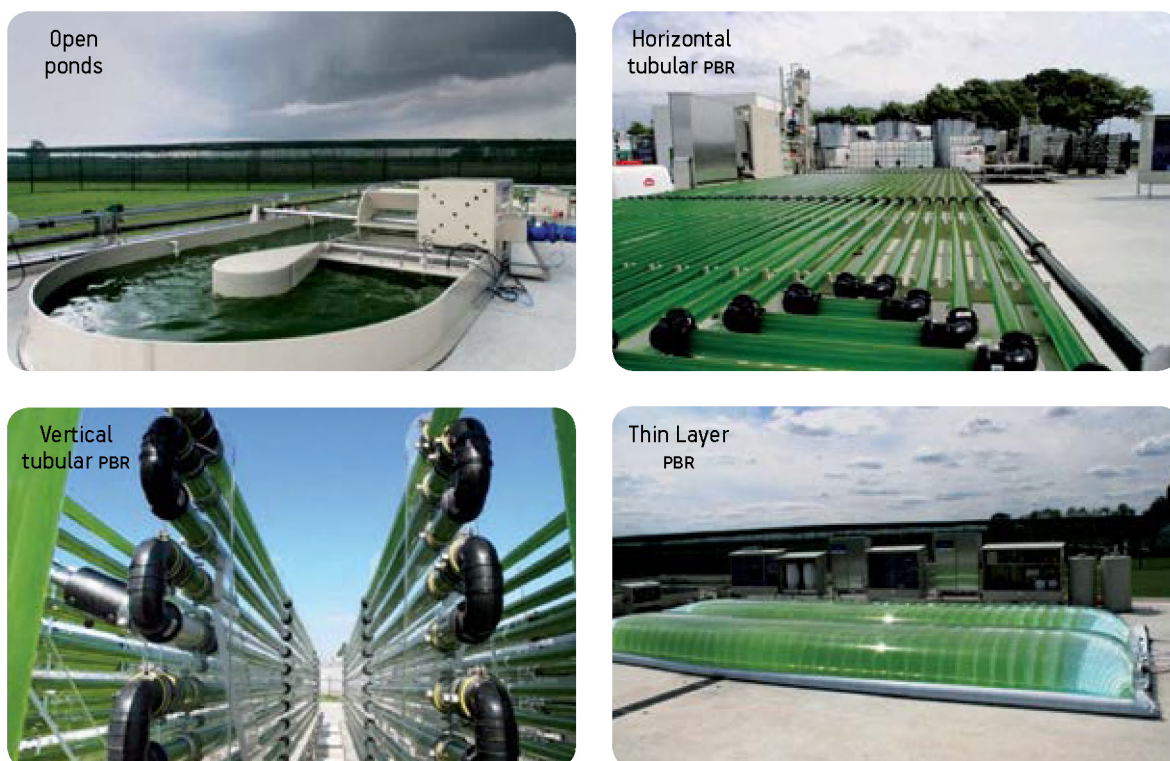 Open
ponds
Horizontal
tubular PBR
Vertical
tubular PBR
Thin Layer
PBR